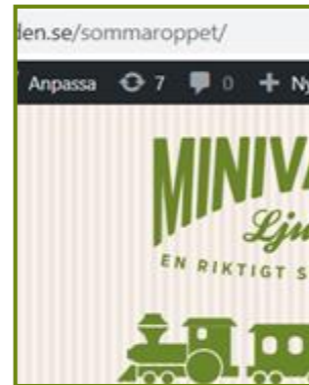 den.se/sommaroppet/
Anpassa 7 0 Ny
MINIVA
Lju
EN RIKTIGT S